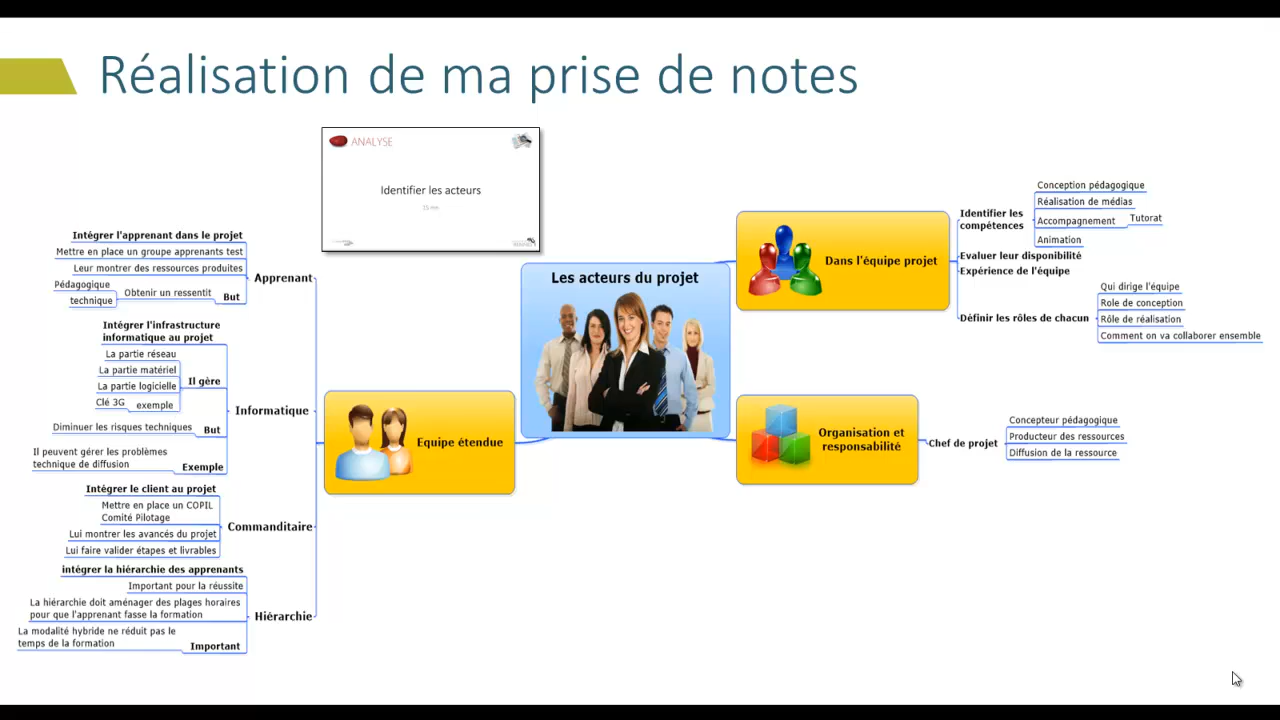 Réalisation de ma prise de notes
ANALYSE
Identifier les acteurs
15 mn
Les acteurs du projet
Dans l'équipe projet
Identifier les
compétences
Conception pédagogique
Réalisation de médias
Accompagnement
Tutorat
Animation
Evaluer leur disponibilité
Expérience de l'équipe
Définir les rôles de chacun
Qui dirige l'équipe
Role de conception
Rôle de réalisation
Comment on va collaborer ensemble
Organisation et
responsabilité
Chef de projet
Concepteur pédagogique
Producteur des ressources
Diffusion de la ressource
Equipe étendue
Apprenant
Intégrer l'apprenant dans le projet
Mettre en place un groupe apprenants test
Leur montrer des ressources produites
But
Obtenir un ressentit
Pédagogique
technique
Informatique
Intégrer l'infrastructure
informatique au projet
Il gère
La partie réseau
La partie matériel
La partie logicielle
exemple
Clé 3G
But
Diminuer les risques techniques
Exemple
Il peuvent gérer les problèmes
technique de diffusion
Commanditaire
Intégrer le client au projet
Mettre en place un COPIL
Comité Pilotage
Lui montrer les avancés du projet
Lui faire valider étapes et livrables
Hiérarchie
intégrer la hiérarchie des apprenants
Important pour la réussite
La hiérarchie doit aménager des plages horaires
pour que l'apprenant fasse la formation
Important
La modalité hybride ne réduit pas le
temps de la formation